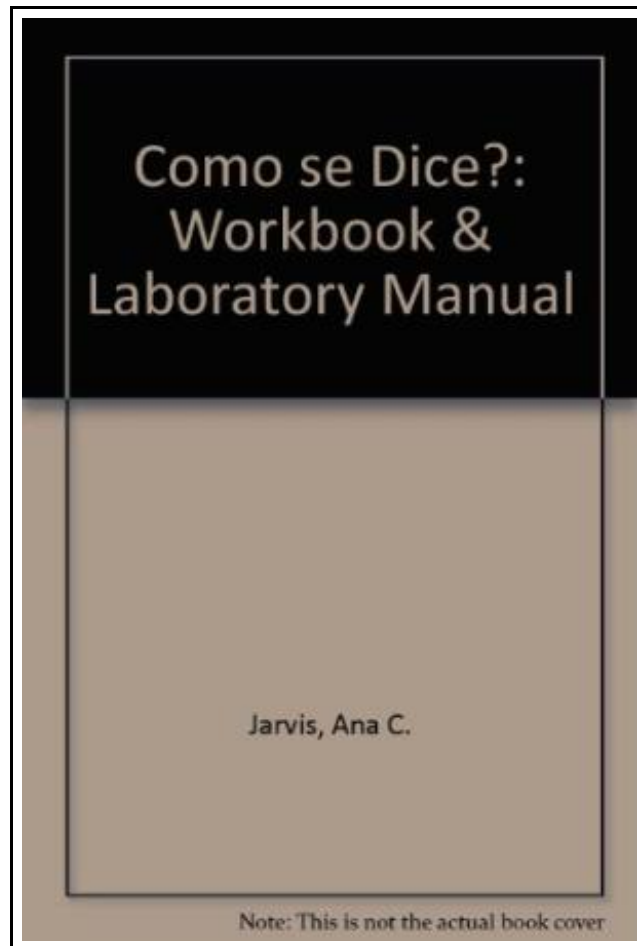 Como se Dice?:
Workbook &
Laboratory Manual
Jarvis, Ana C.
Note: This is not the actual book cover